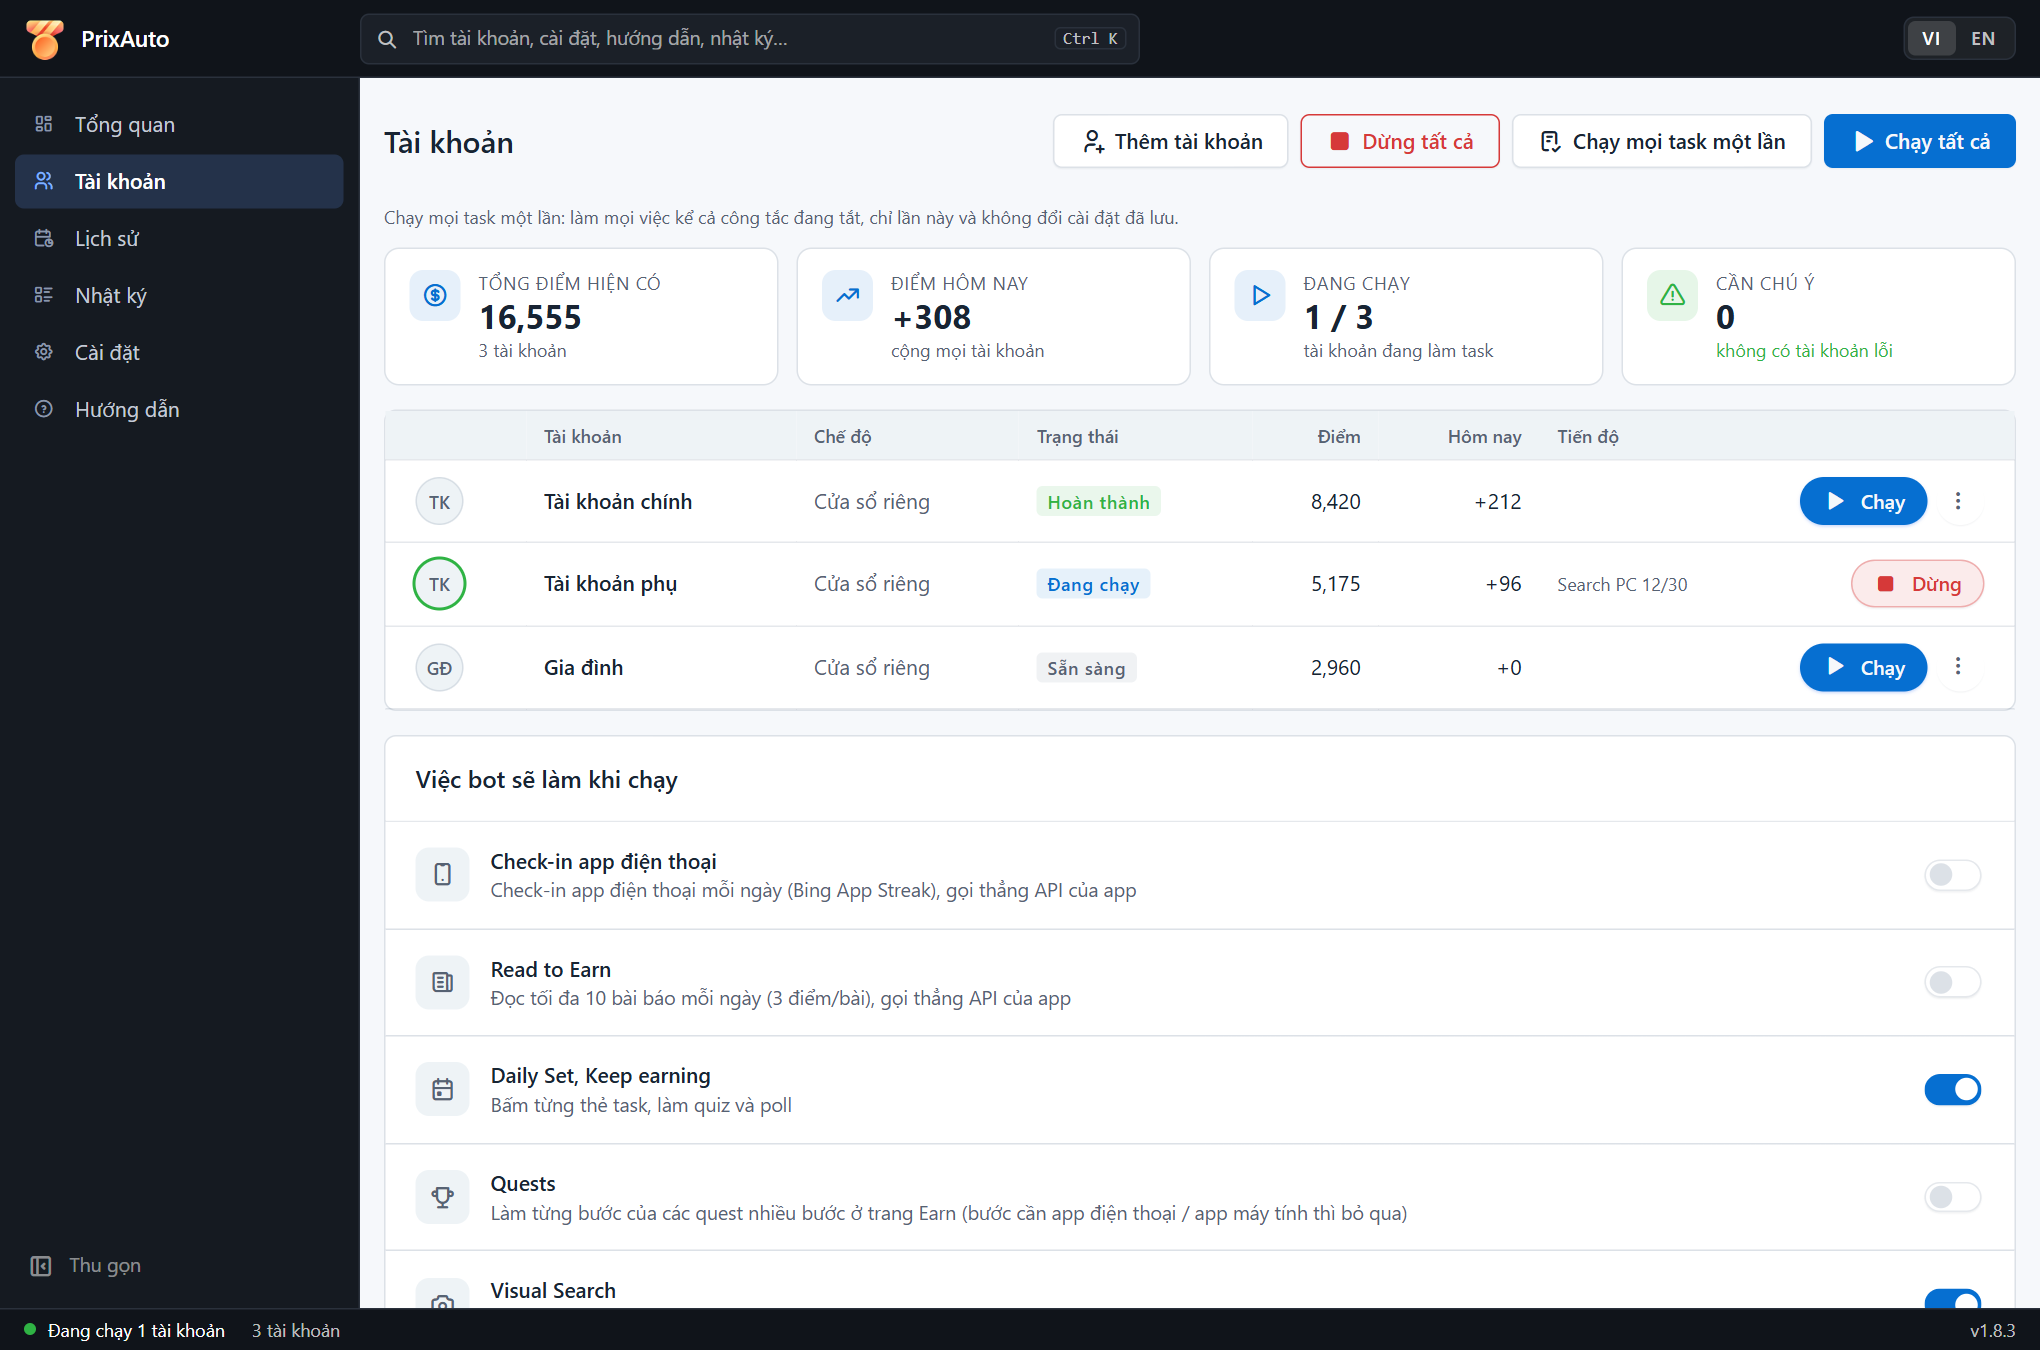 PrixAuto
Tìm tài khoản, cài đặt, hướng dẫn, nhật ký...
Ctrl K
VI
EN
Tổng quan
Tài khoản
Lịch sử
Nhật ký
Cài đặt
Hướng dẫn
Thu gọn
Tài khoản
Thêm tài khoản
Dừng tất cả
Chạy mọi task một lần
Chạy tất cả
Chạy mọi task một lần: làm mọi việc kể cả công tắc đang tắt, chỉ lần này và không đổi cài đặt đã lưu.
TỔNG ĐIỂM HIỆN CÓ
16,555
3 tài khoản
ĐIỂM HÔM NAY
+308
cộng mọi tài khoản
ĐANG CHẠY
1 / 3
tài khoản đang làm task
CẦN CHÚ Ý
0
không có tài khoản lỗi
Tài khoản Chế độ Trạng thái Điểm Hôm nay Tiến độ
TK Tài khoản chính Cửa sổ riêng Hoàn thành 8,420 +212 Chạy
TK Tài khoản phụ Cửa sổ riêng Đang chạy 5,175 +96 Search PC 12/30 Dừng
GĐ Gia đình Cửa sổ riêng Sẵn sàng 2,960 +0 Chạy
Việc bot sẽ làm khi chạy
Check-in app điện thoại
Check-in app điện thoại mỗi ngày (Bing App Streak), gọi thẳng API của app
Read to Earn
Đọc tối đa 10 bài báo mỗi ngày (3 điểm/bài), gọi thẳng API của app
Daily Set, Keep earning
Bấm từng thẻ task, làm quiz và poll
Quests
Làm từng bước của các quest nhiều bước ở trang Earn (bước cần app điện thoại / app máy tính thì bỏ qua)
Visual Search
Đang chạy 1 tài khoản
3 tài khoản
v1.8.3